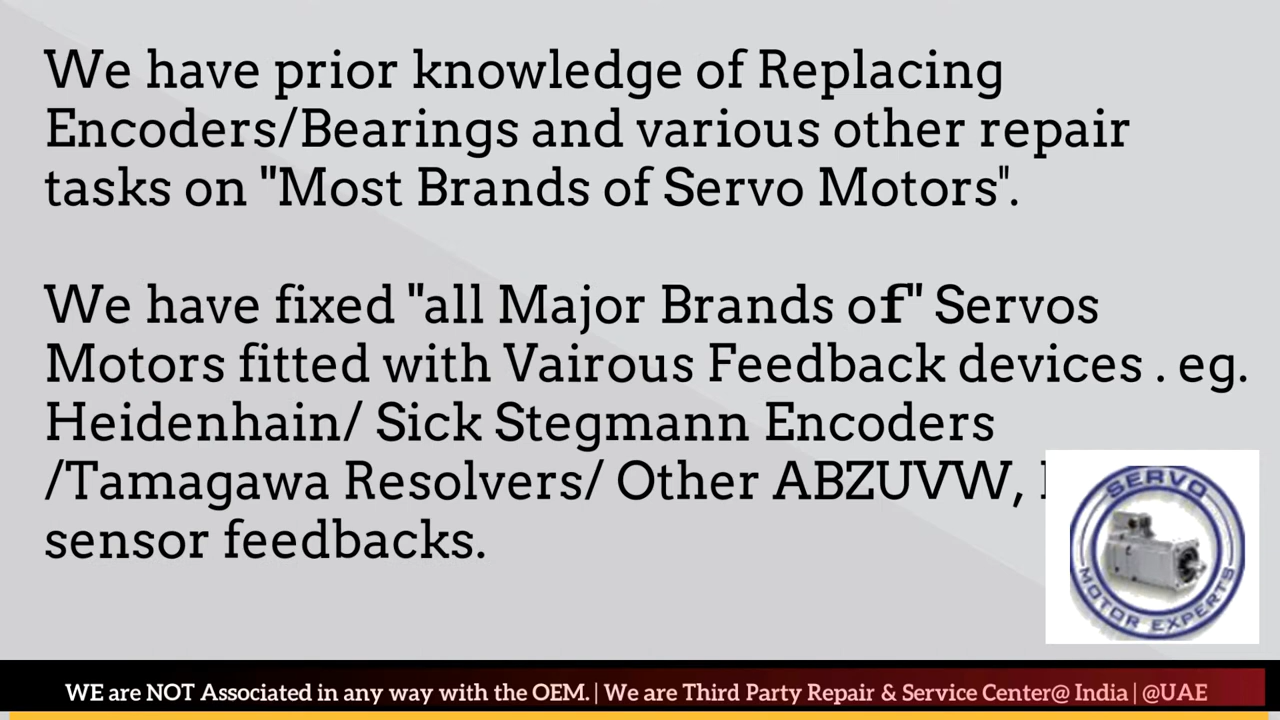 We have prior knowledge of Replacing
Encoders/Bearings and various other repair
tasks on "Most Brands of Servo Motors".
We have fixed "all Major Brands of" Servos
Motors fitted with Vairous Feedback devices . eg.
Heidenhain/ Sick Stegmann Encoders
/Tamagawa Resolvers/ Other ABZUVW,
sensor feedbacks.
SERVO
MOTOR EXPERTS
WE are NOT Associated in any way with the OEM. | We are Third Party Repair & Service Center@ India | @UAE